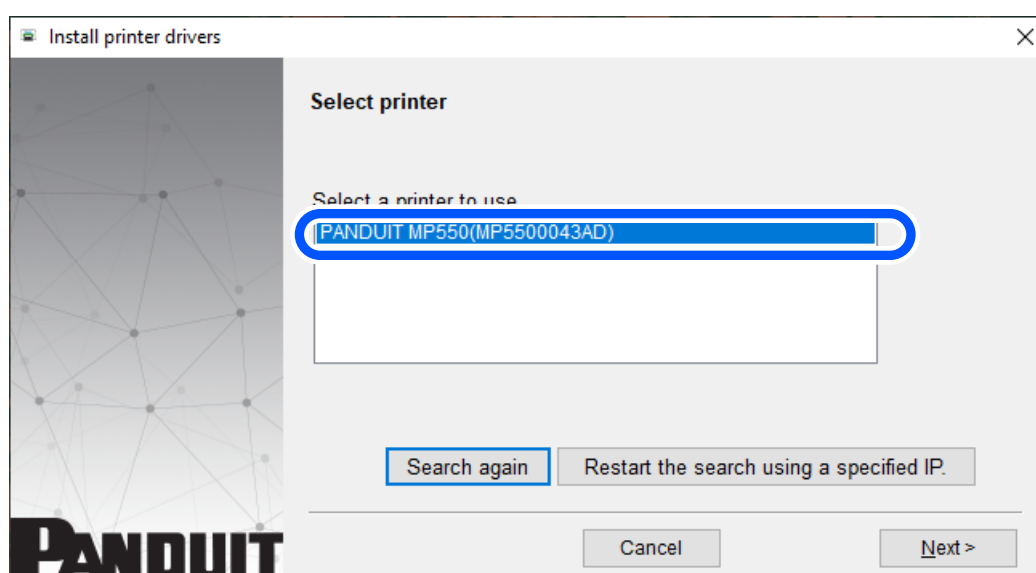 Install printer drivers
Select printer
Select a printer to use
PANDUIT MP550(MP5500043AD)
Search again
Restart the search using a specified IP.
PANDUIT
Cancel
Next >